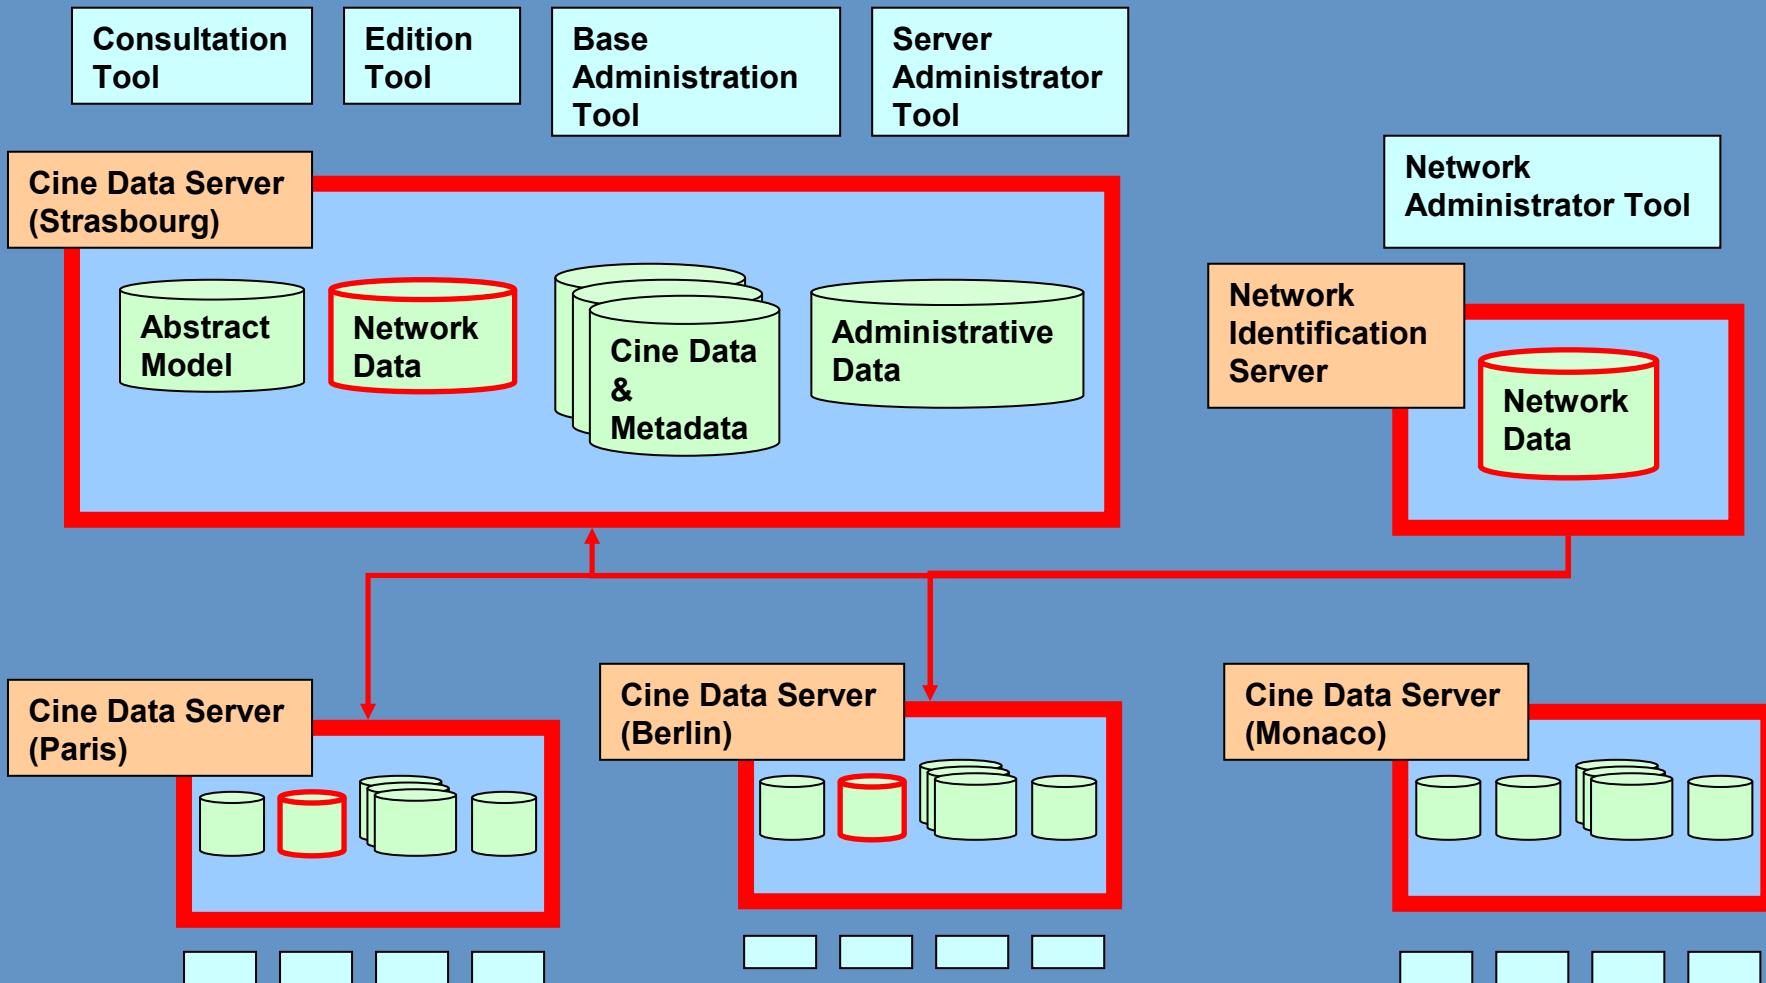 Consultation
Tool
Edition
Tool
Base
Administration
Tool
Server
Administrator
Tool
Network
Administrator Tool
Cine Data Server
(Strasbourg)
Abstract
Model
Network
Data
Cine Data
&
Metadata
Administrative
Data
Network
Identification
Server
Network
Data
Cine Data Server
(Paris)
Cine Data Server
(Berlin)
Cine Data Server
(Monaco)